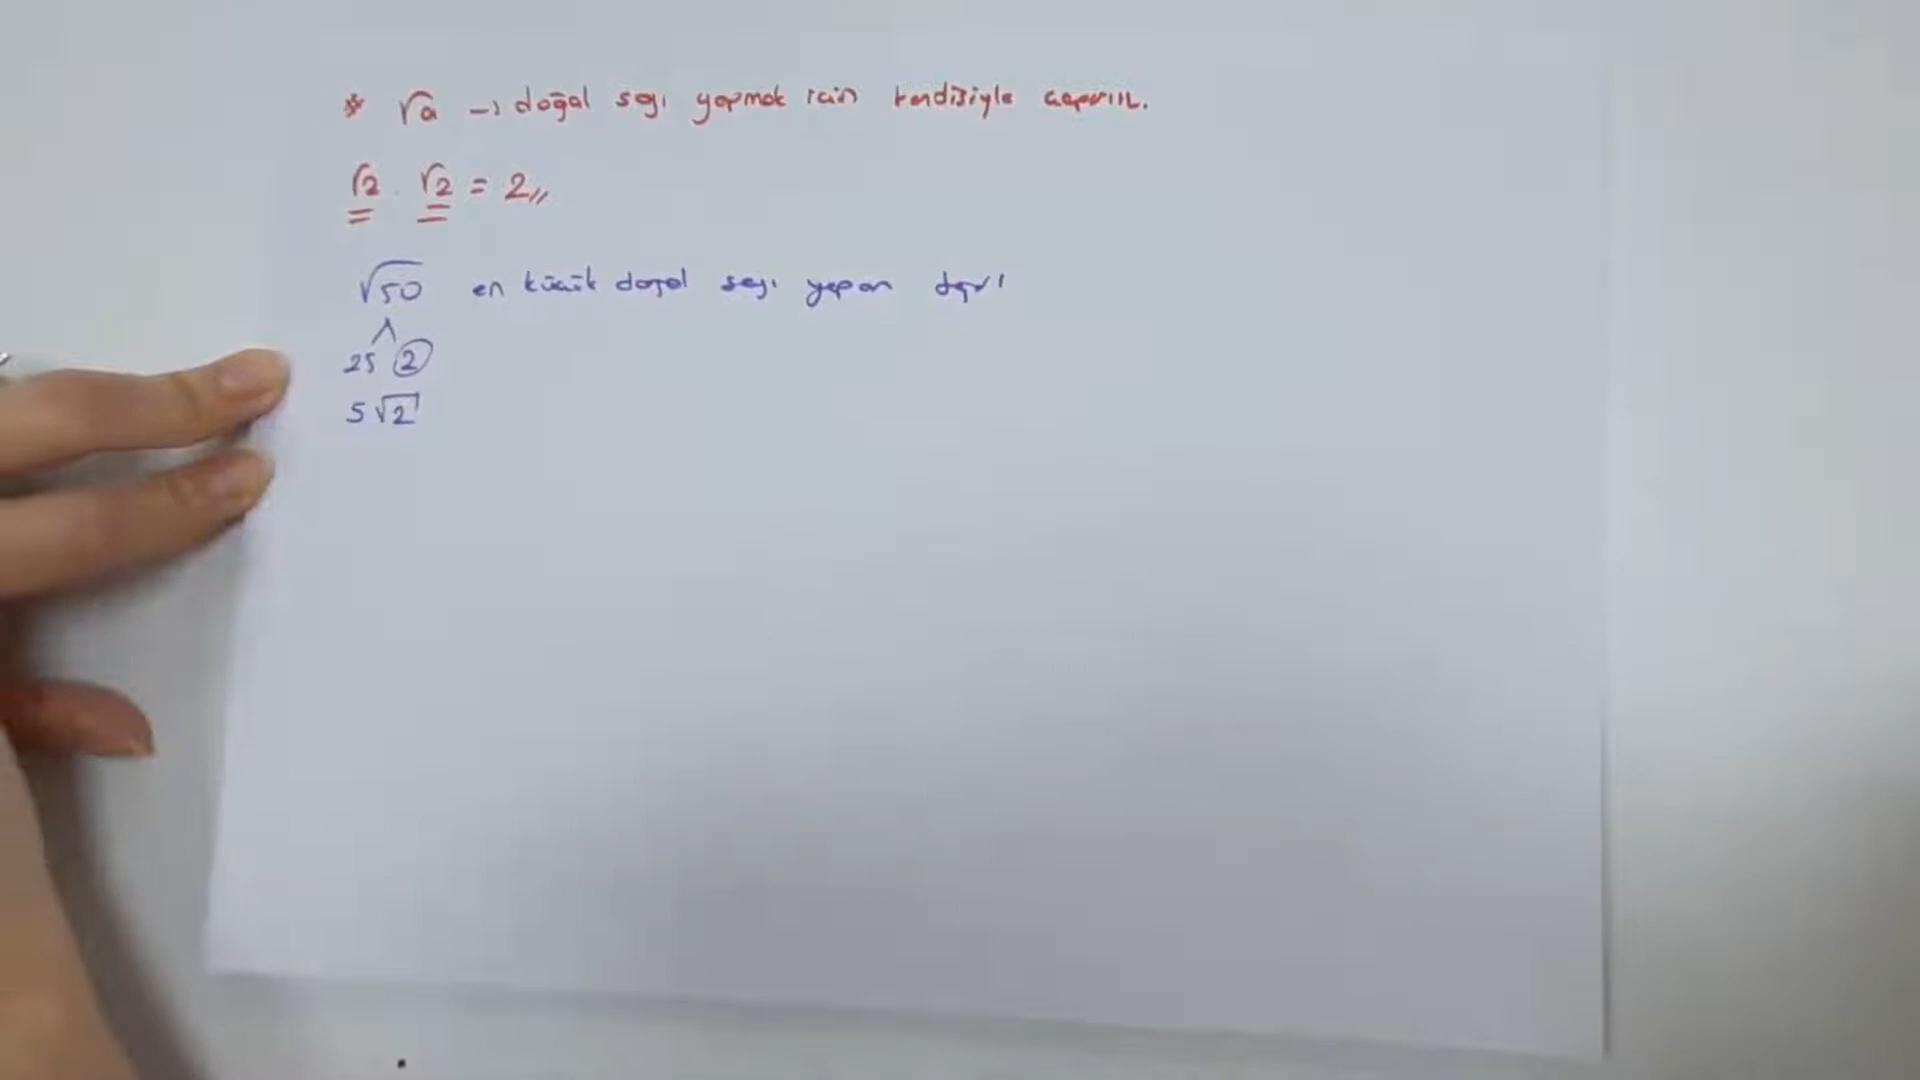 * √a → doğal sayı yapmak için kendisiyle çarpılır.
√2 . √2 = 2//
√50 en küçük doğal sayı yapan
25 2
5√2